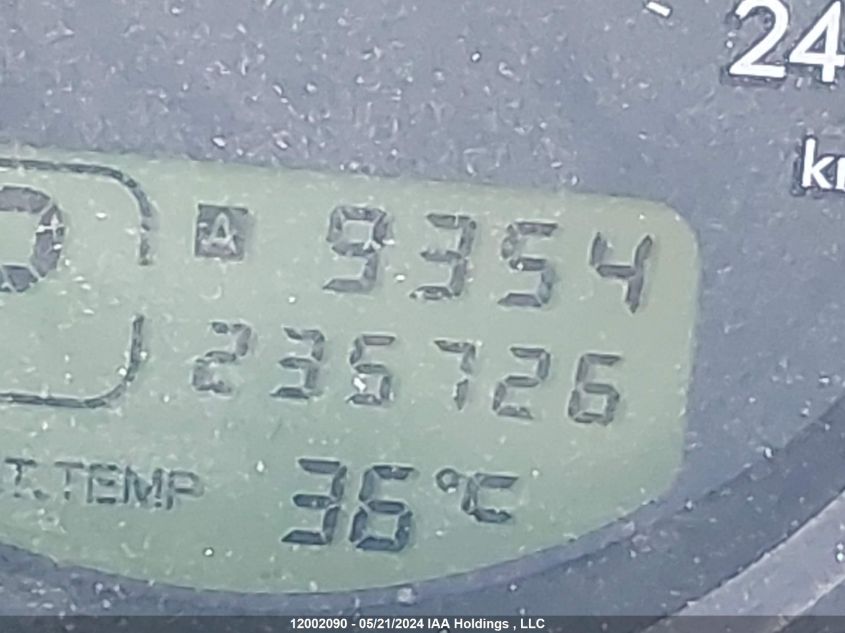 24
km
A 9354
235726
T.TEMP 36°C
12002090 - 05/21/2024 IAA Holdings , LLC